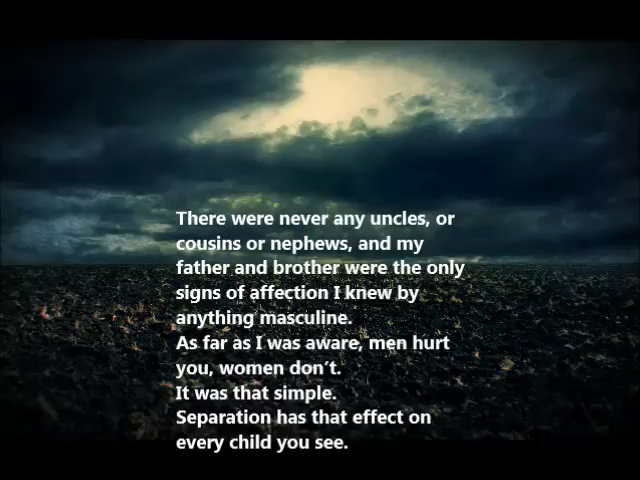 There were never any uncles, or
cousins or nephews, and my
father and brother were the only
signs of affection I knew by
anything masculine.
As far as I was aware, men hurt
you, women don't.
It was that simple.
Separation has that effect on
every child you see.